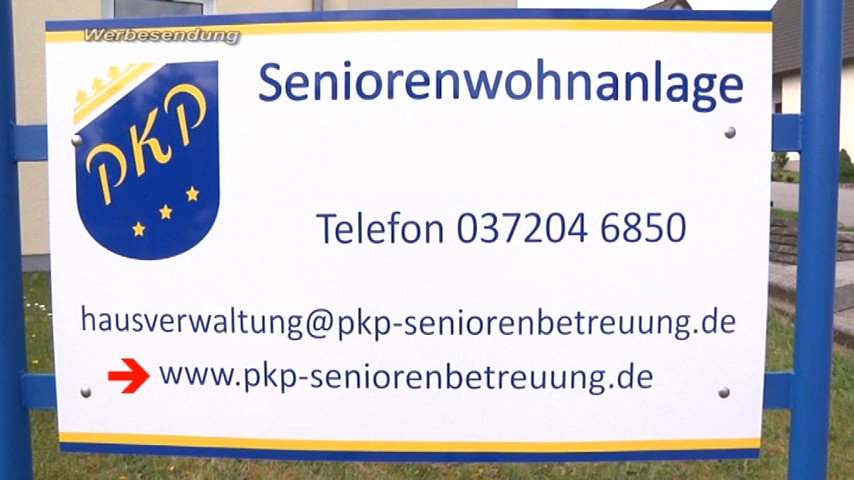 Werbesendung
Seniorenwohnanlage
PKP
Telefon 037204 6850
hausverwaltung@pkp-seniorenbetreuung.de
www.pkp-seniorenbetreuung.de